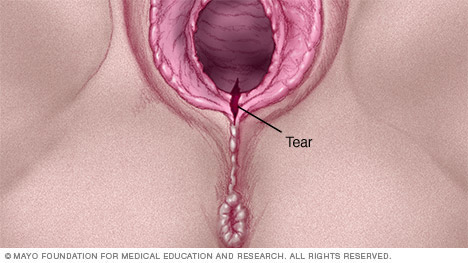 Tear
© MAYO FOUNDATION FOR MEDICAL EDUCATION AND RESEARCH. ALL RIGHTS RESERVED.